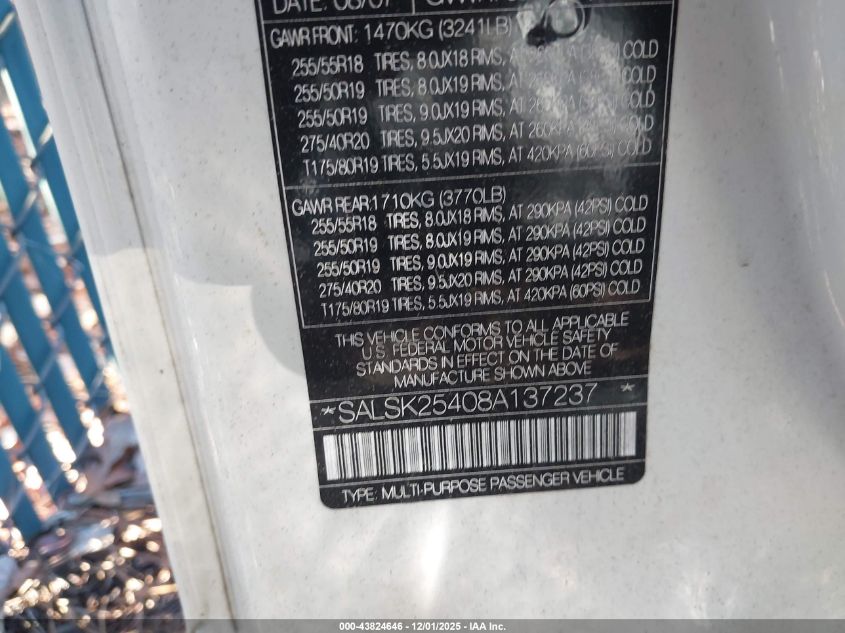 DATE: 08/07
GAWR FRONT: 1470KG (3241LB)
255/55R18 TIRES, 8.0JX18 RIMS, AT COLD
255/50R19 TIRES, 8.0JX19 RIMS, AT COLD
255/50R19 TIRES, 9.0JX19 RIMS, AT COLD
275/40R20 TIRES, 9.5JX20 RIMS, AT 260KPA COLD
T175/80R19 TIRES, 5.5JX19 RIMS, AT 420KPA (60PSI) COLD
GAWR REAR:1710KG (3770LB)
255/55R18 TIRES, 8.0JX18 RIMS, AT 290KPA (42PSI) COLD
255/50R19 TIRES, 8.0JX19 RIMS, AT 290KPA (42PSI) COLD
255/50R19 TIRES, 9.0JX19 RIMS, AT 290KPA (42PSI) COLD
275/40R20 TIRES, 9.5JX20 RIMS, AT 290KPA (42PSI) COLD
T175/80R19 TIRES, 5.5JX19 RIMS, AT 420KPA (60PSI) COLD
THIS VEHICLE CONFORMS TO ALL APPLICABLE
U.S. FEDERAL MOTOR VEHICLE SAFETY
STANDARDS IN EFFECT ON THE DATE OF
MANUFACTURE SHOWN ABOVE
*SALSK25408A137237 *
TYPE: MULTI-PURPOSE PASSENGER VEHICLE
000-43824646 • 12/01/2025 • IAA Inc.